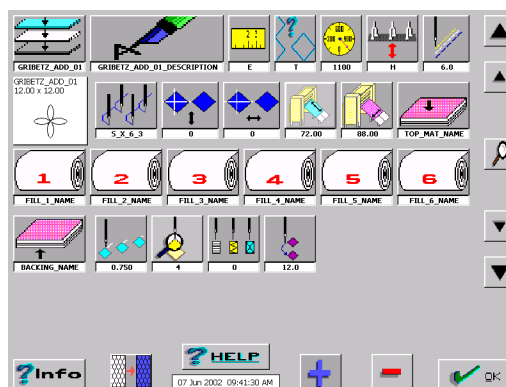 GRIBETZ_ADD_01
GRIBETZ_ADD_01_DESCRIPTION
E
T
1100
H
6.0
GRIBETZ_ADD_01
12.00 x 12.00
5_X_6_3
0
0
72.00
88.00
TOP_MAT_NAME
1
2
3
4
5
6
FILL_1_NAME
FILL_2_NAME
FILL_3_NAME
FILL_4_NAME
FILL_5_NAME
FILL_6_NAME
BACKING_NAME
0.750
4
0
12.0
?Info
?HELP
07 Jun 2002 09:41:30 AM
OK